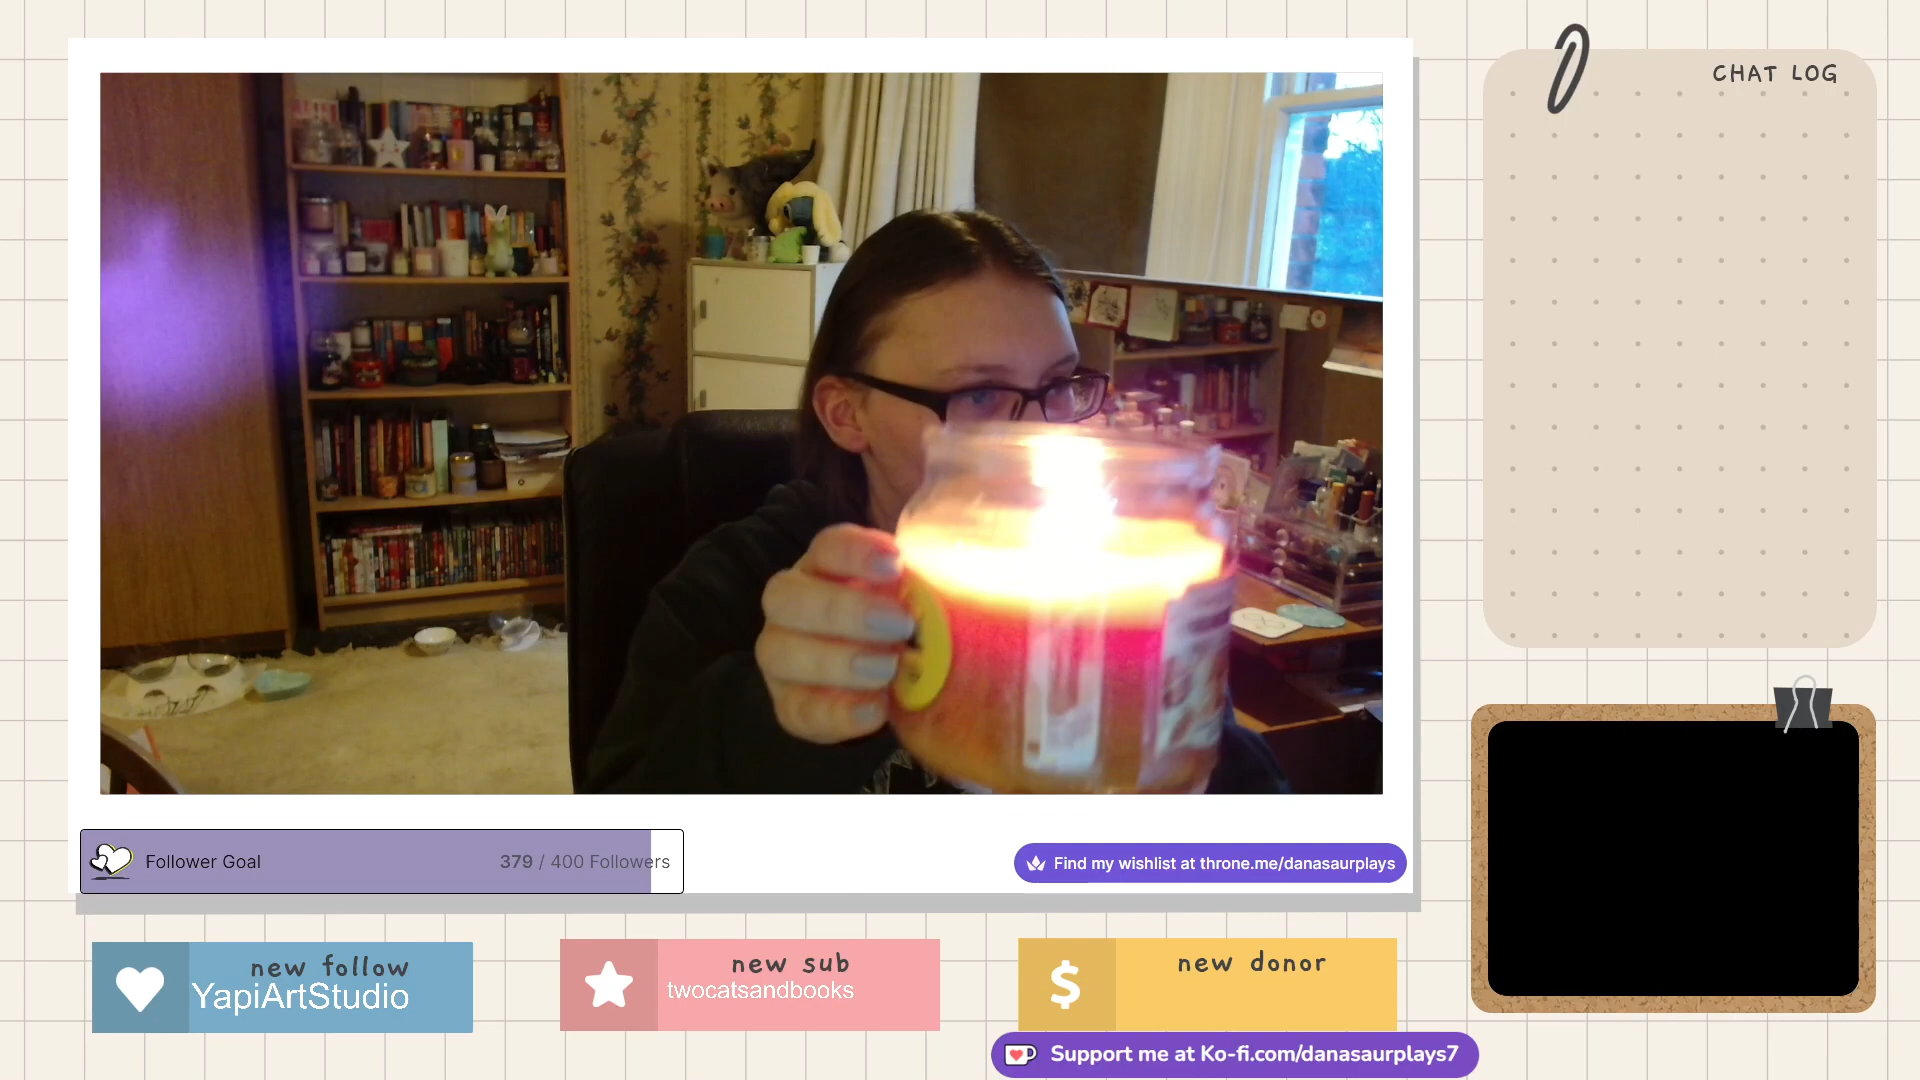 CHAT LOG
Follower Goal
379 / 400 Followers
Find my wishlist at throne.me/danasaurplays
new follow
YapiArtStudio
new sub
twocatsandbooks
new donor
Support me at Ko-fi.com/danasaurplays7